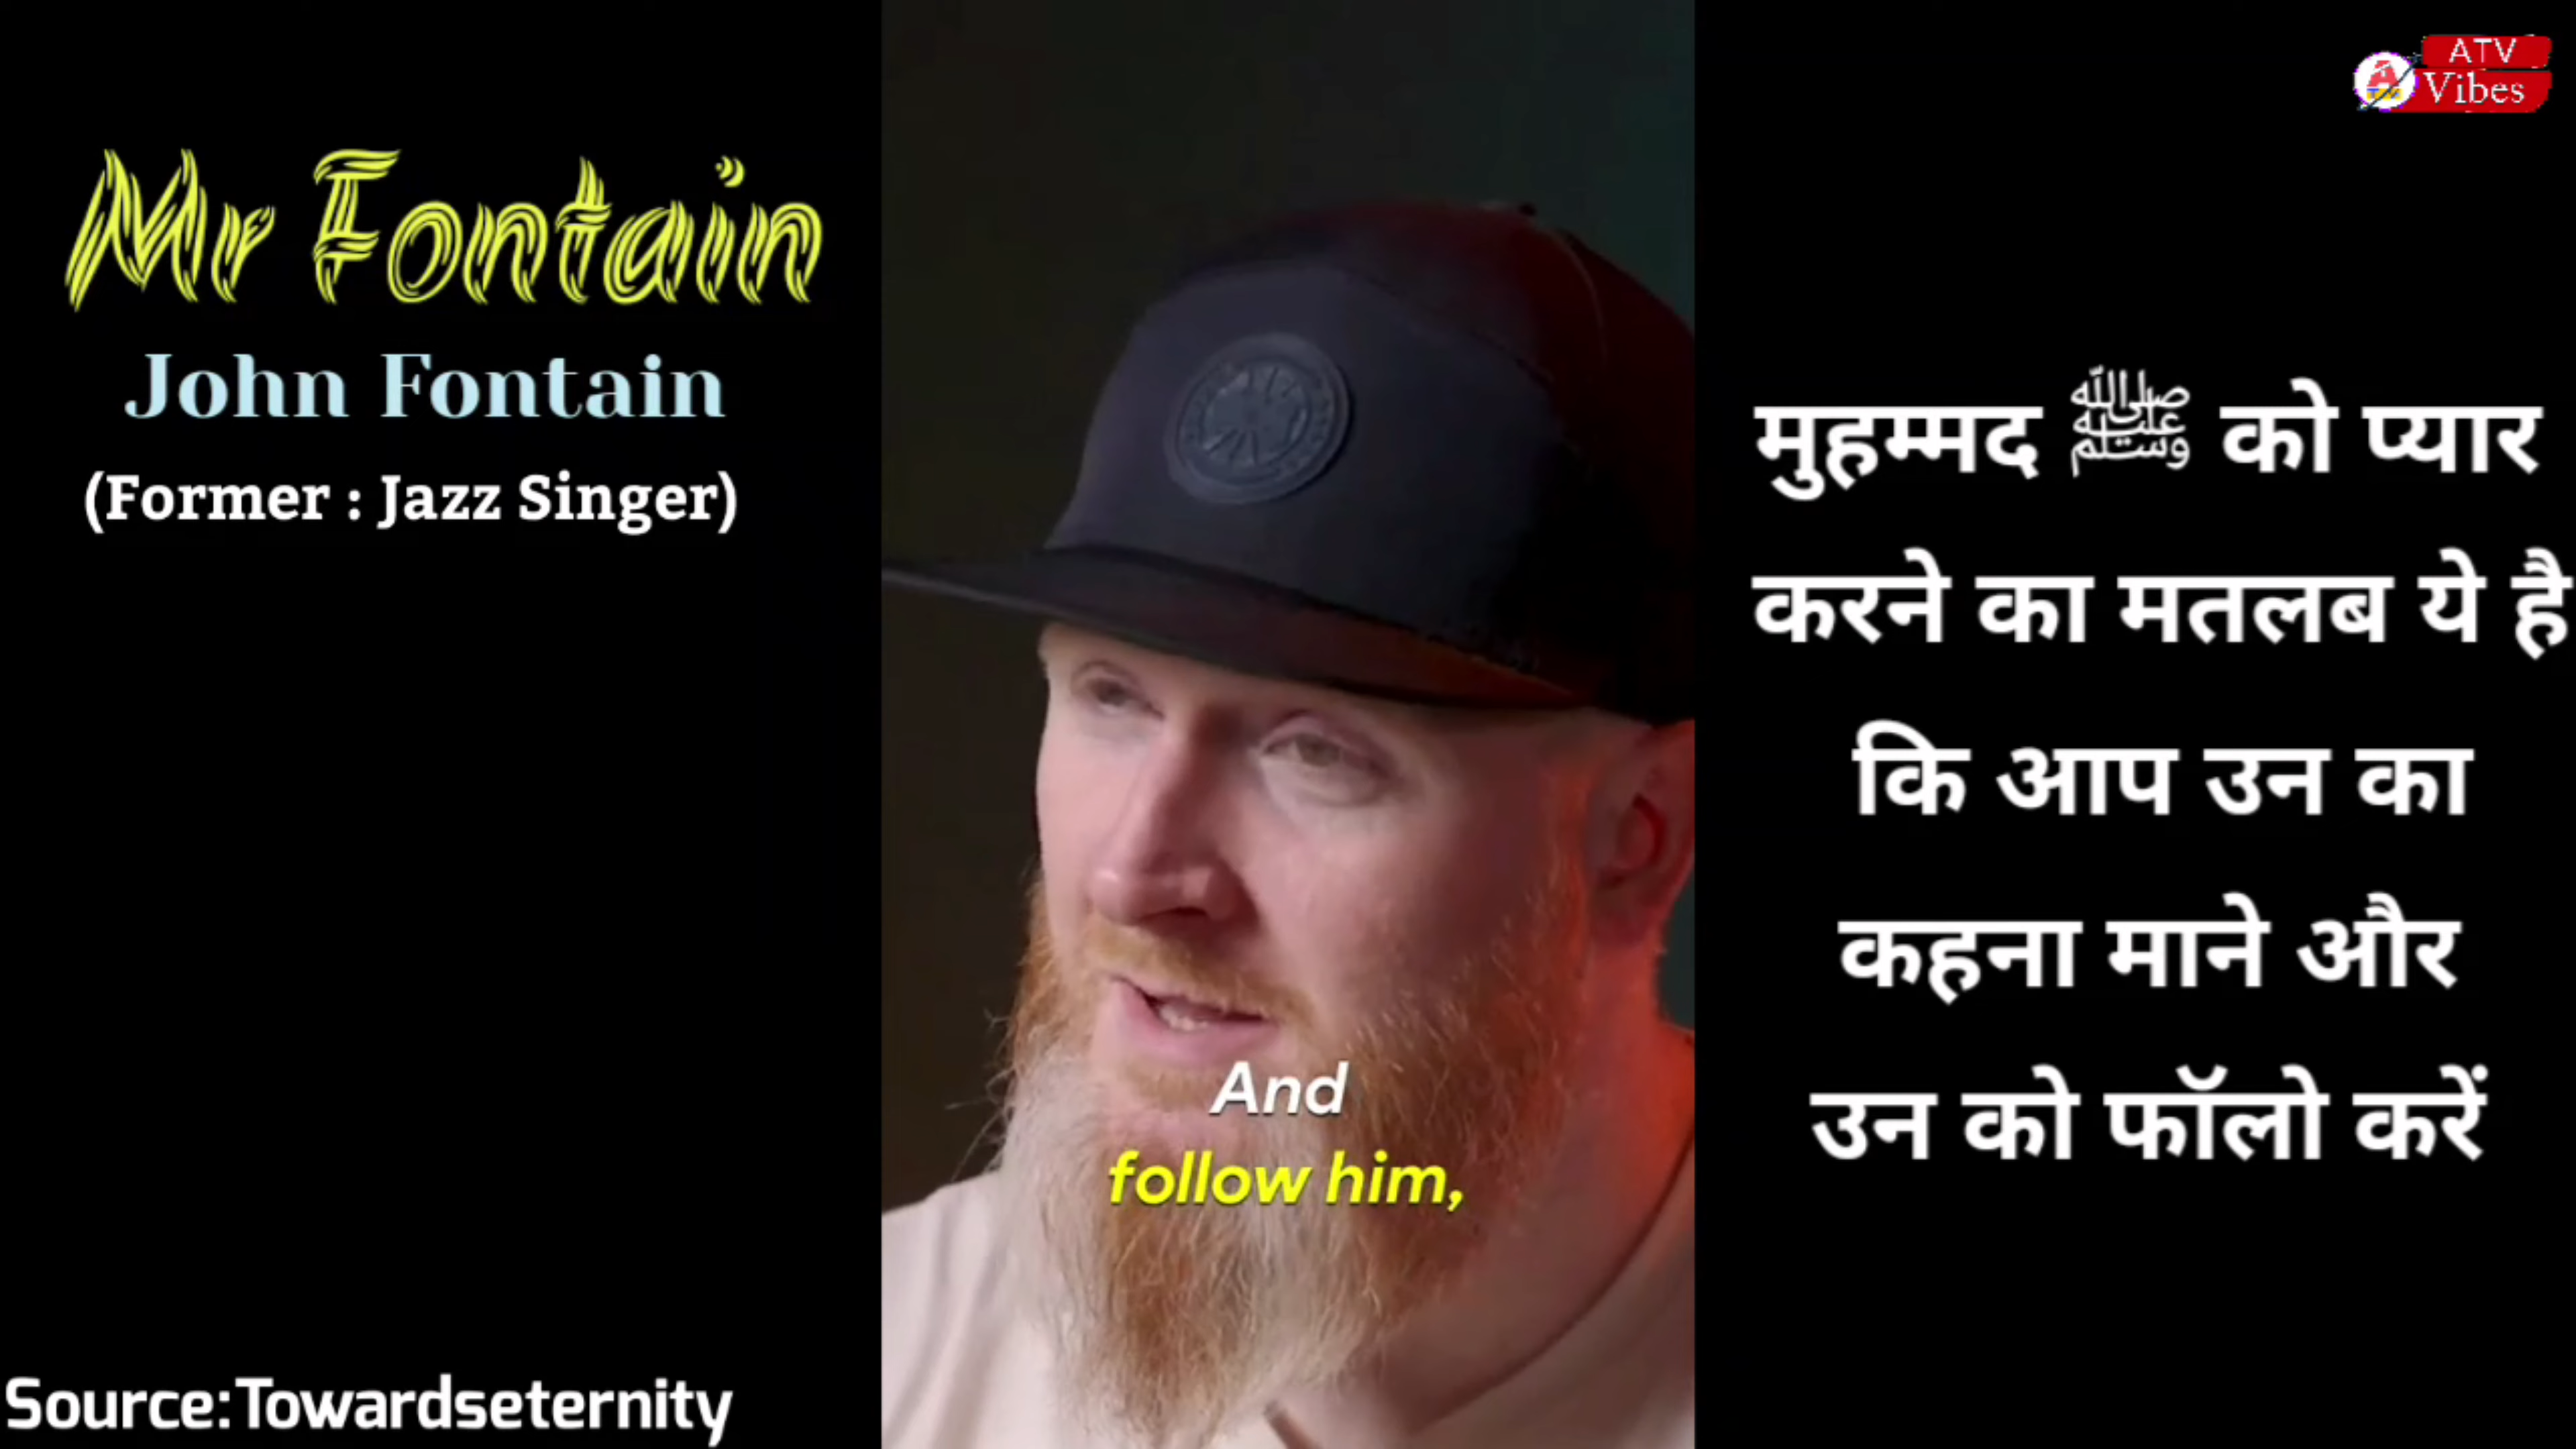 ATV
Vibes
Mr Fontain
John Fontain
(Former : Jazz Singer)
मुहम्मद ﷺ को प्यार
करने का मतलब ये है
कि आप उन का
कहना माने और
उन को फॉलो करें
And
follow him,
Source:Towardseternity